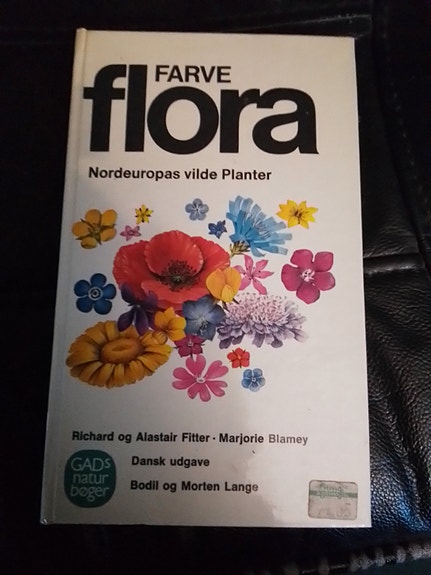 FARVE
flora
Nordeuropas vilde Planter
Richard og Alastair Fitter · Marjorie Blamey
GADs
natur
bøger
Dansk udgave
Bodil og Morten Lange